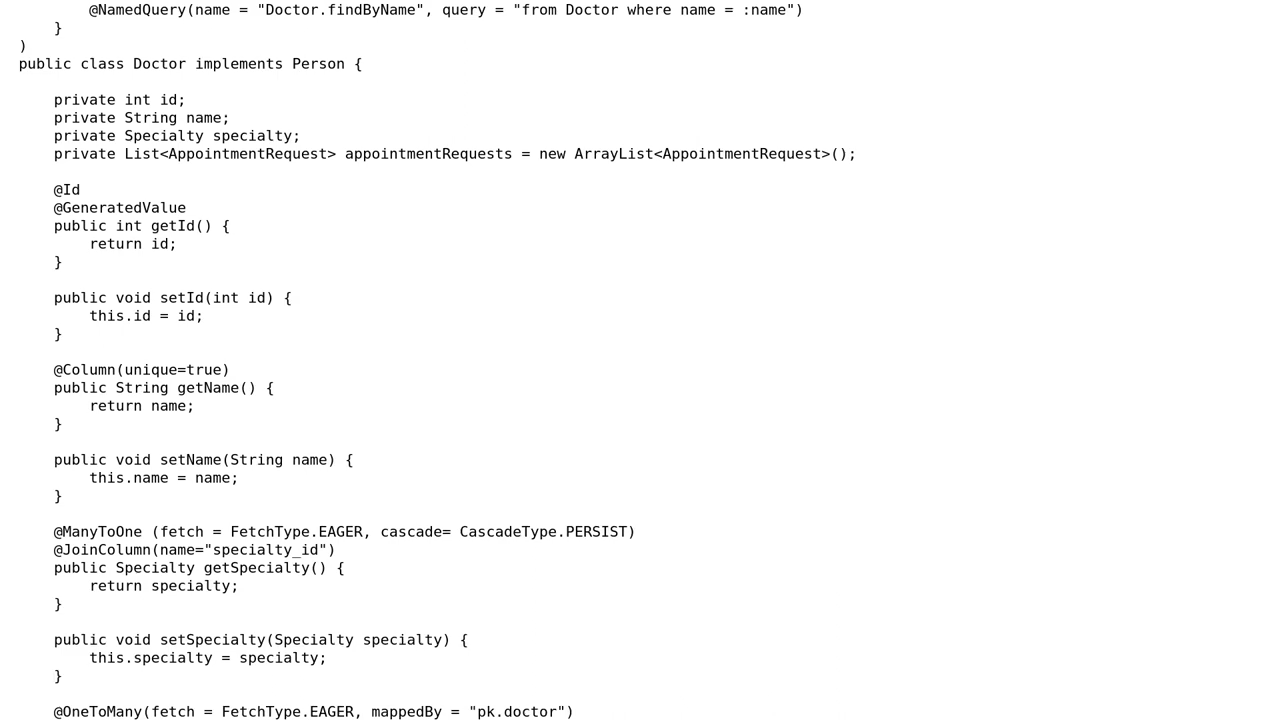 @NamedQuery(name = "Doctor.findByName", query = "from Doctor where name = :name")
}
)
public class Doctor implements Person {
private int id;
private String name;
private Specialty specialty;
private List<AppointmentRequest> appointmentRequests = new ArrayList<AppointmentRequest>();
@Id
@GeneratedValue
public int getId() {
return id;
}
public void setId(int id) {
this.id = id;
}
@Column(unique=true)
public String getName() {
return name;
}
public void setName(String name) {
this.name = name;
}
@ManyToOne (fetch = FetchType.EAGER, cascade= CascadeType.PERSIST)
@JoinColumn(name="specialty_id")
public Specialty getSpecialty() {
return specialty;
}
public void setSpecialty(Specialty specialty) {
this.specialty = specialty;
}
@OneToMany(fetch = FetchType.EAGER, mappedBy = "pk.doctor")